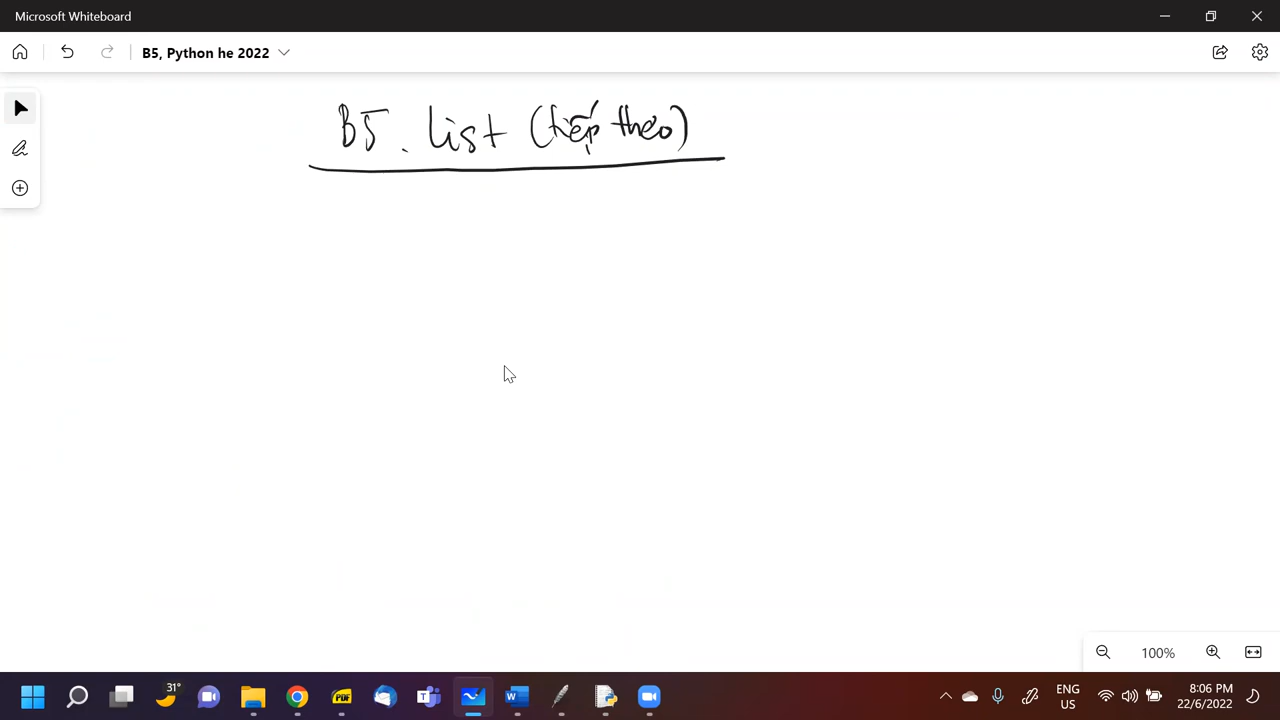 Microsoft Whiteboard
B5, Python he 2022
B5. List (tiếp theo)
100%
31°
ENG
US
8:06 PM
22/6/2022